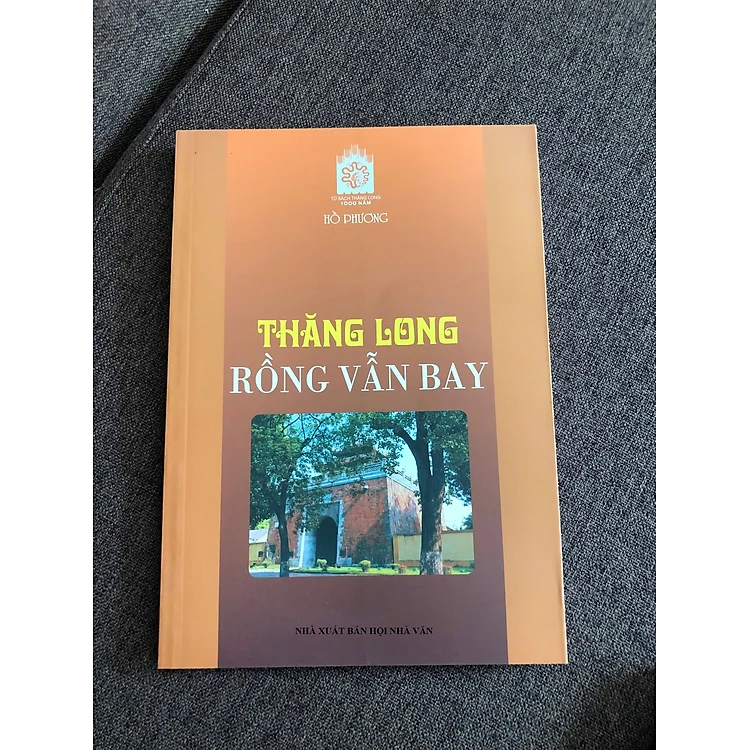 TỦ SÁCH THĂNG LONG
1000 NĂM
HỒ PHƯƠNG
THĂNG LONG
RỒNG VẪN BAY
NHÀ XUẤT BẢN HỘI NHÀ VĂN